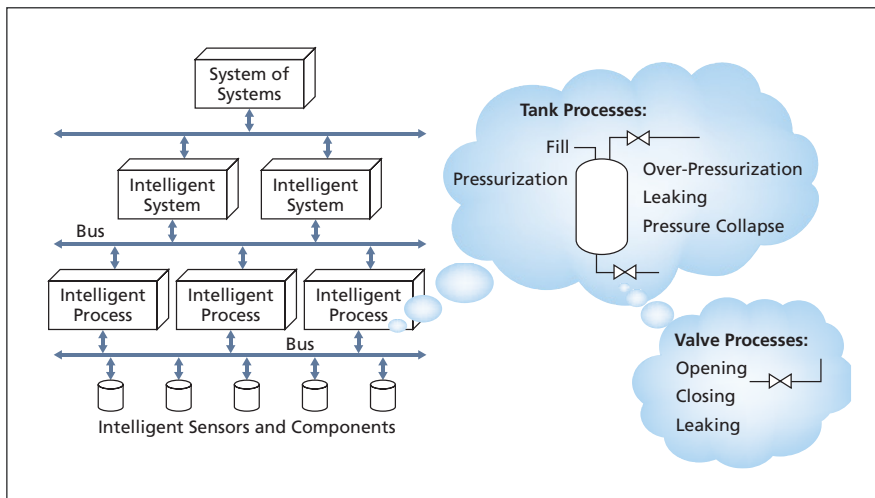 System of
Systems
Intelligent
System
Intelligent
System
Bus
Intelligent
Process
Intelligent
Process
Intelligent
Process
Bus
Intelligent Sensors and Components
Tank Processes:
Fill
Pressurization
Over-Pressurization
Leaking
Pressure Collapse
Valve Processes:
Opening
Closing
Leaking